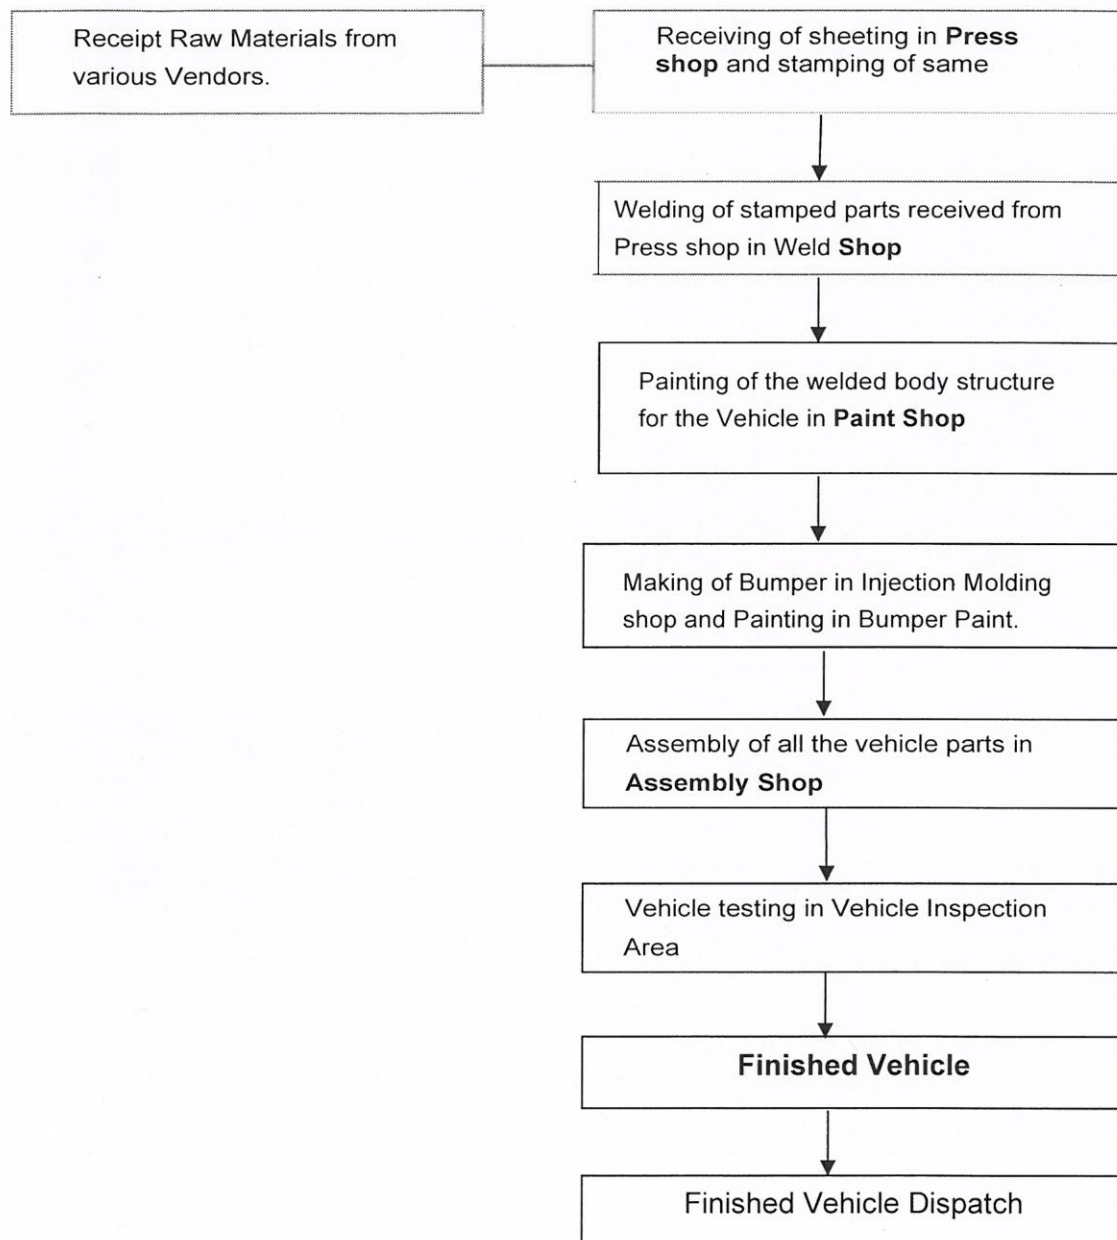 Receipt Raw Materials from
various Vendors.
Receiving of sheeting in Press
shop and stamping of same
Welding of stamped parts received from
Press shop in Weld Shop
Painting of the welded body structure
for the Vehicle in Paint Shop
Making of Bumper in Injection Molding
shop and Painting in Bumper Paint.
Assembly of all the vehicle parts in
Assembly Shop
Vehicle testing in Vehicle Inspection
Area
Finished Vehicle
Finished Vehicle Dispatch